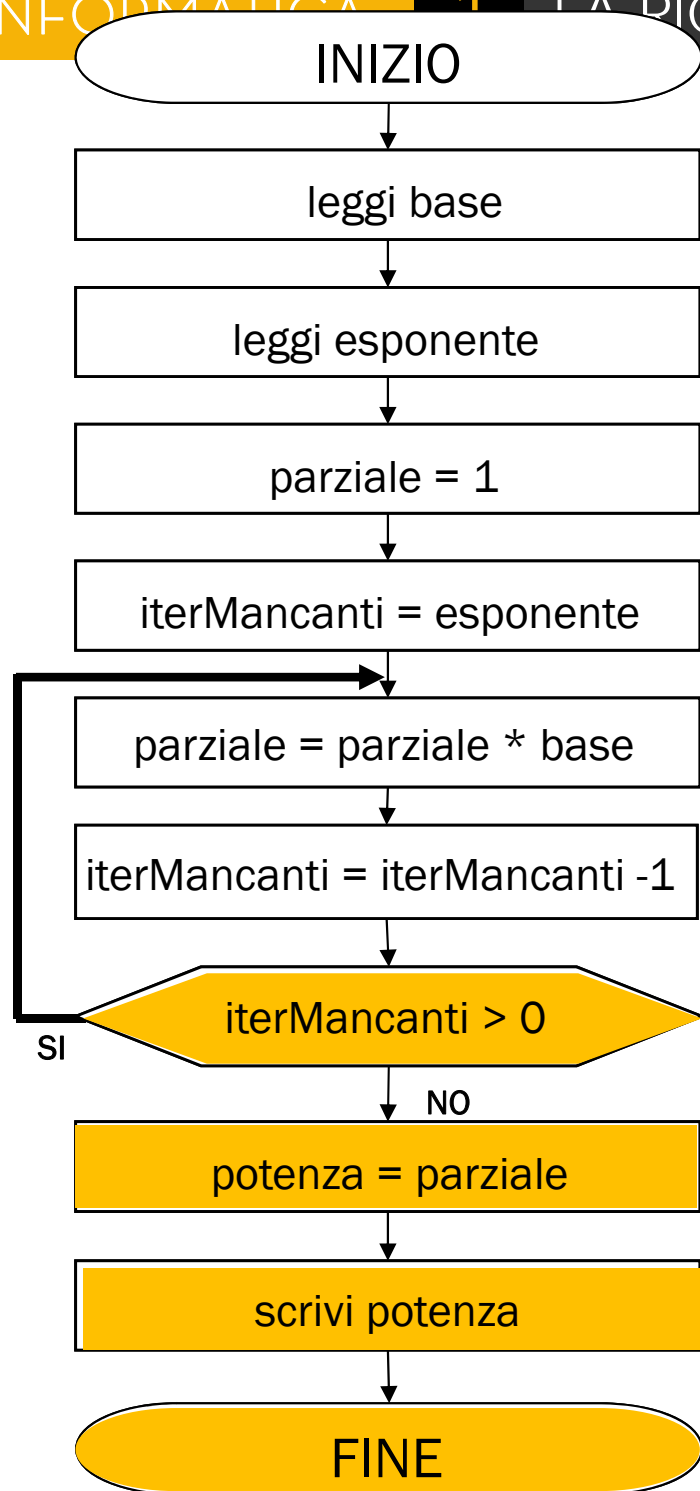 INIZIO
leggi base
leggi esponente
parziale = 1
iterMancanti = esponente
parziale = parziale * base
iterMancanti = iterMancanti -1
iterMancanti > 0
SI
NO
potenza = parziale
scrivi potenza
FINE